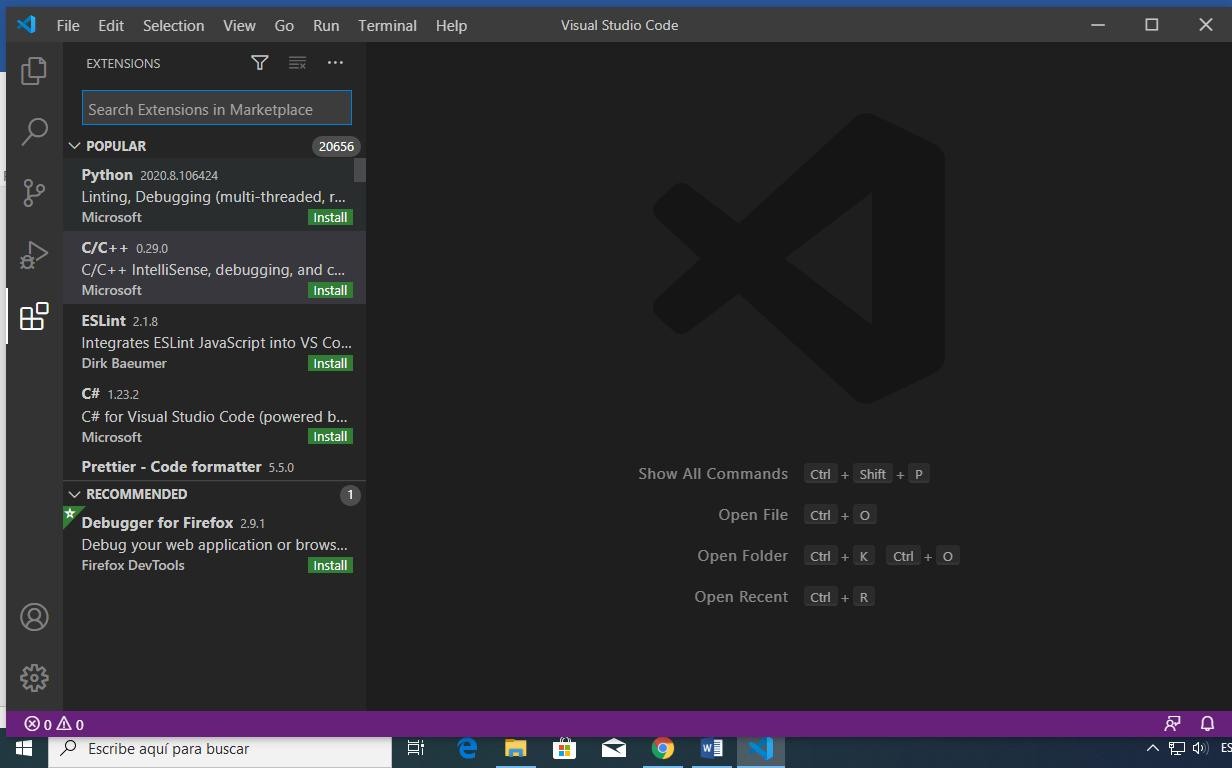 File Edit Selection View Go Run Terminal Help Visual Studio Code
EXTENSIONS
Search Extensions in Marketplace
POPULAR 20656
Python 2020.8.106424
Linting, Debugging (multi-threaded, r...
Microsoft Install
C/C++ 0.29.0
C/C++ IntelliSense, debugging, and c...
Microsoft Install
ESLint 2.1.8
Integrates ESLint JavaScript into VS Co...
Dirk Baeumer Install
C# 1.23.2
C# for Visual Studio Code (powered b...
Microsoft Install
Prettier - Code formatter 5.5.0
RECOMMENDED 1
Debugger for Firefox 2.9.1
Debug your web application or brows...
Firefox DevTools Install
Show All Commands Ctrl + Shift + P
Open File Ctrl + O
Open Folder Ctrl + K Ctrl + O
Open Recent Ctrl + R
0 0
Escribe aquí para buscar
ES